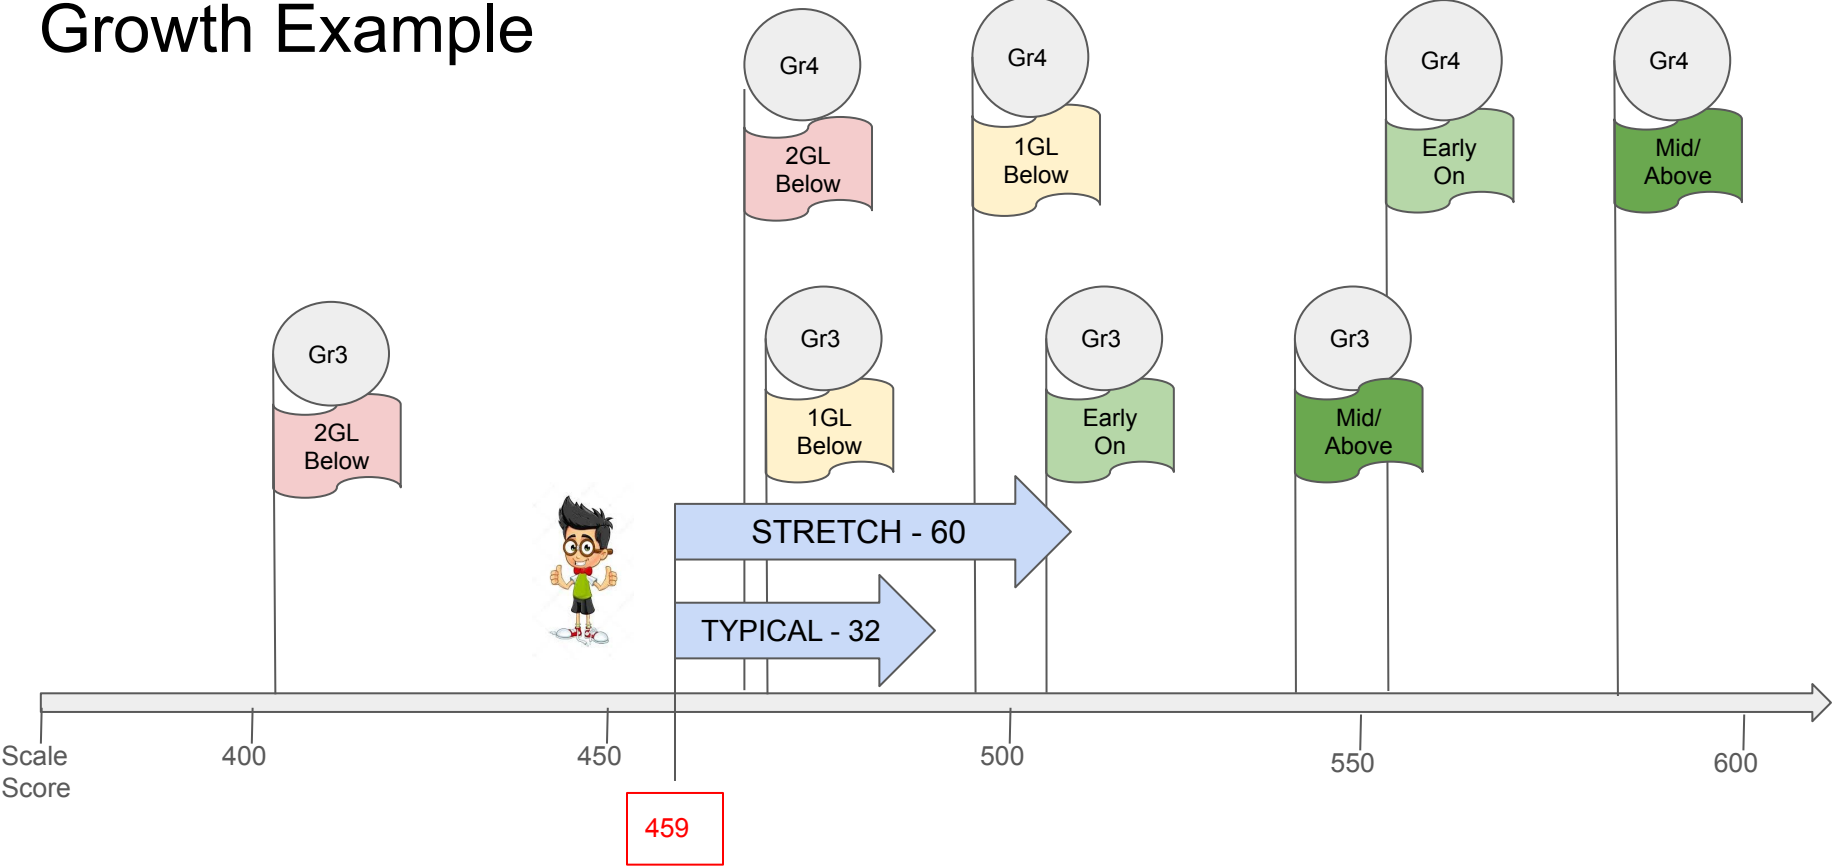 Growth Example
Gr4
2GL
Below
Gr4
1GL
Below
Gr4
Early
On
Gr4
Mid/
Above
Gr3
2GL
Below
Gr3
1GL
Below
Gr3
Early
On
Gr3
Mid/
Above
STRETCH - 60
TYPICAL - 32
Scale
Score
400
450
500
550
600
459